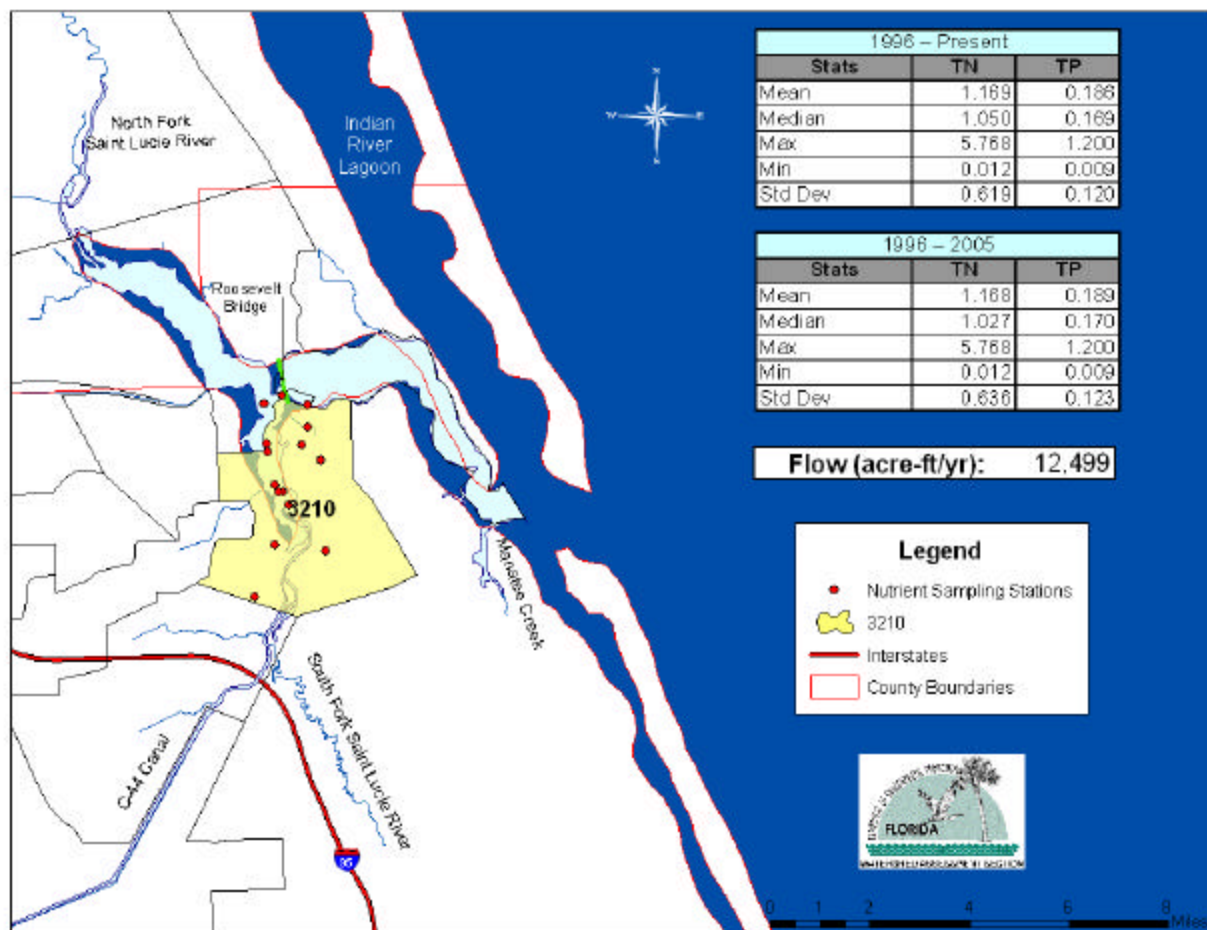 1996 – Present
Stats TN TP
Mean 1.169 0.186
Median 1.050 0.169
Max 5.768 1.200
Min 0.012 0.009
Std Dev 0.619 0.120
1996 – 2005
Stats TN TP
Mean 1.168 0.189
Median 1.027 0.170
Max 5.768 1.200
Min 0.012 0.009
Std Dev 0.636 0.123
Flow (acre-ft/yr): 12,499
N
W
E
S
North Fork
Saint Lucie River
Indian
River
Lagoon
Roosevelt
Bridge
3210
Manatee Creek
South Fork Saint Lucie River
C-44 Canal
95
Legend
Nutrient Sampling Stations
3210
Interstates
County Boundaries
FLORIDA
WATERSHED ASSESSMENT SECTION
0 1 2 4 6 8
Miles